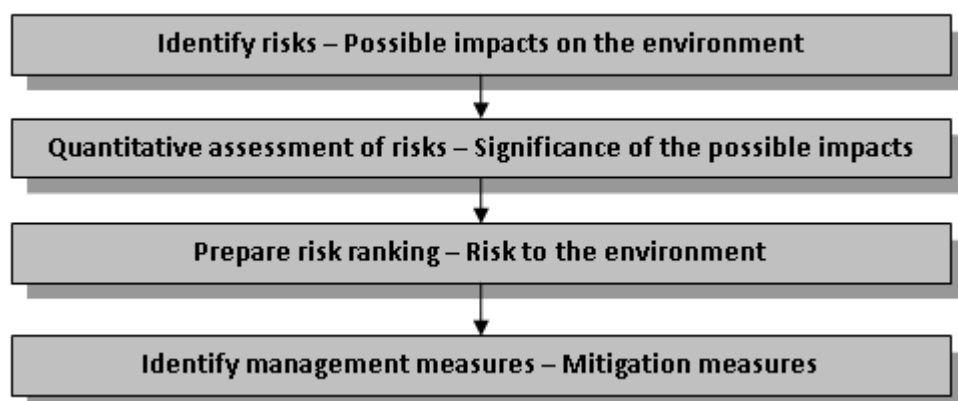 Identify risks – Possible impacts on the environment
Quantitative assessment of risks – Significance of the possible impacts
Prepare risk ranking – Risk to the environment
Identify management measures – Mitigation measures